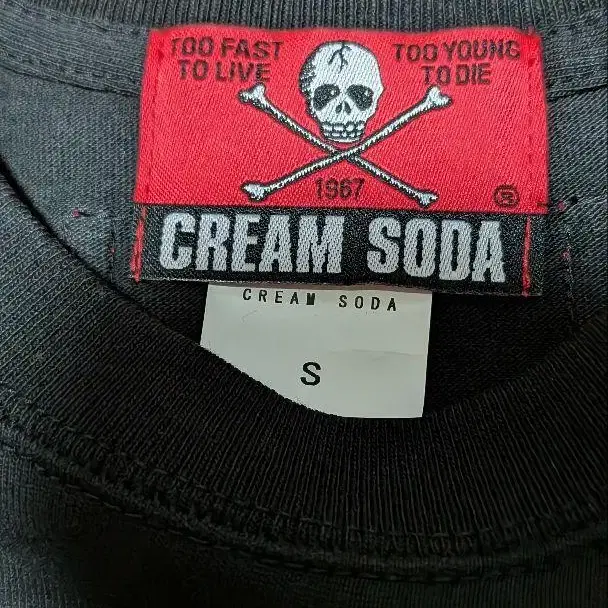 TOO FAST
TO LIVE
TOO YOUNG
TO DIE
1967
®
CREAM SODA
CREAM SODA
S